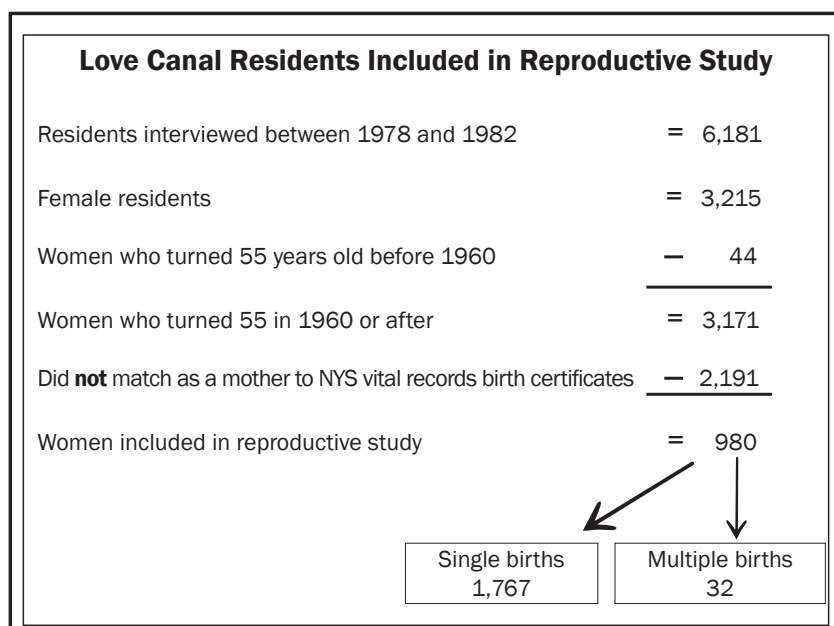 Love Canal Residents Included in Reproductive Study
Residents interviewed between 1978 and 1982 = 6,181
Female residents = 3,215
Women who turned 55 years old before 1960 – 44
Women who turned 55 in 1960 or after = 3,171
Did not match as a mother to NYS vital records birth certificates – 2,191
Women included in reproductive study = 980
Single births
1,767
Multiple births
32